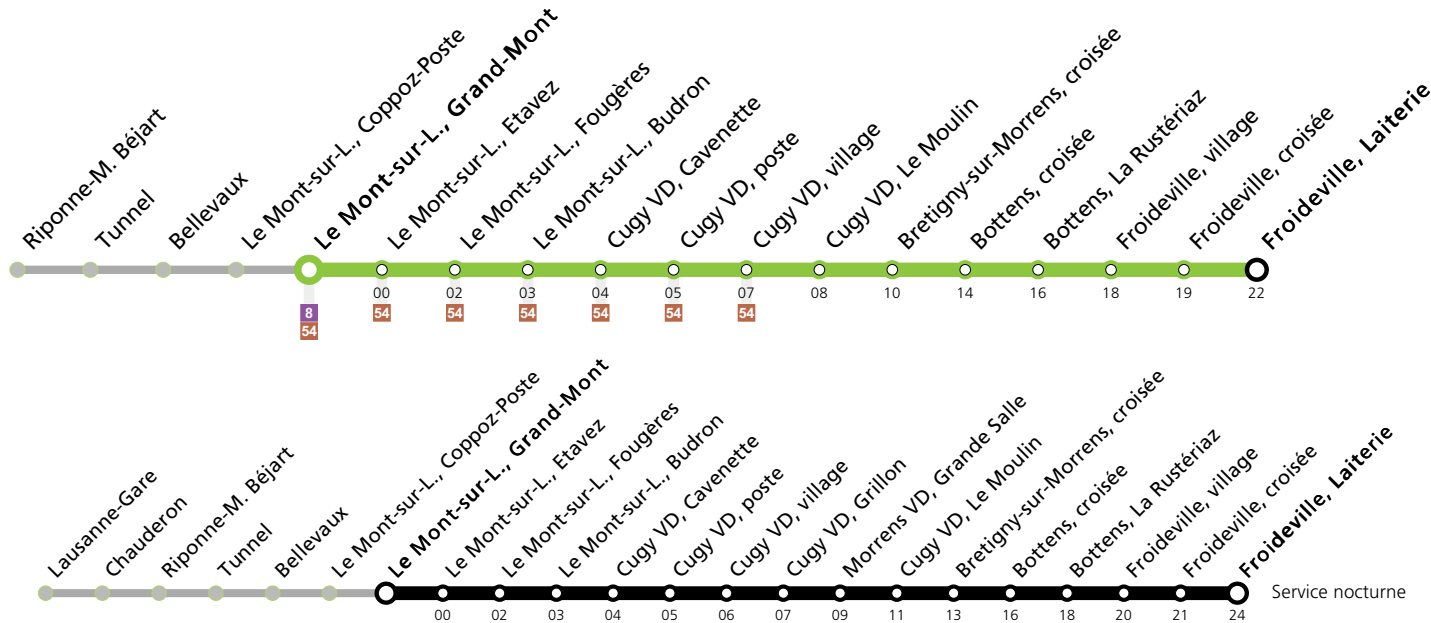 Riponne-M. Béjart
Tunnel
Bellevaux
Le Mont-sur-L., Coppoz-Poste
Le Mont-sur-L., Grand-Mont
Le Mont-sur-L., Etavez
Le Mont-sur-L., Fougères
Le Mont-sur-L., Budron
Cugy VD, Cavenette
Cugy VD, poste
Cugy VD, village
Cugy VD, Le Moulin
Bretigny-sur-Morrens, croisée
Bottens, croisée
Bottens, La Rustériaz
Froideville, village
Froideville, croisée
Froideville, Laiterie
00 02 03 04 05 07 08 10 14 16 18 19 22
8 54 54 54 54 54 54
54
Lausanne-Gare
Chauderon
Riponne-M. Béjart
Tunnel
Bellevaux
Le Mont-sur-L., Coppoz-Poste
Le Mont-sur-L., Grand-Mont
Le Mont-sur-L., Etavez
Le Mont-sur-L., Fougères
Le Mont-sur-L., Budron
Cugy VD, Cavenette
Cugy VD, poste
Cugy VD, village
Cugy VD, Grillon
Morrens VD, Grande Salle
Cugy VD, Le Moulin
Bretigny-sur-Morrens, croisée
Bottens, croisée
Bottens, La Rustériaz
Froideville, village
Froideville, croisée
Froideville, Laiterie
Service nocturne
00 02 03 04 05 06 07 09 11 13 16 18 20 21 24